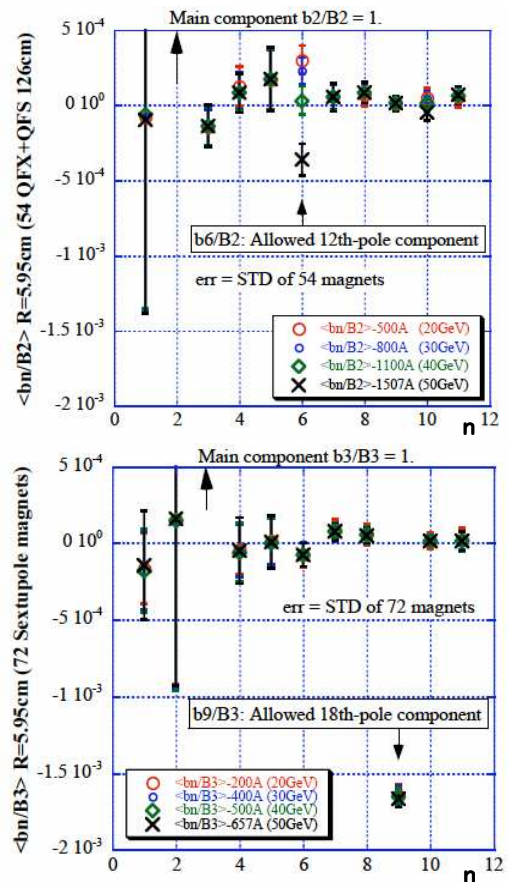 Main component b2/B2 = 1.
5 10^-4
0 10^0
-5 10^-4
-1 10^-3
-1.5 10^-3
-2 10^-3
<bn/B2> R=5.95cm (54 QFX+QFS 126cm)
b6/B2: Allowed 12th-pole component
err = STD of 54 magnets
<bn/B2>-500A (20GeV)
<bn/B2>-800A (30GeV)
<bn/B2>-1100A (40GeV)
<bn/B2>-1507A (50GeV)
0 2 4 6 8 10 12
n
Main component b3/B3 = 1.
5 10^-4
0 10^0
-5 10^-4
-1 10^-3
-1.5 10^-3
-2 10^-3
<bn/B3> R=5.95cm (72 Sextupole magnets)
err = STD of 72 magnets
b9/B3: Allowed 18th-pole component
<bn/B3>-200A (20GeV)
<bn/B3>-400A (30GeV)
<bn/B3>-500A (40GeV)
<bn/B3>-657A (50GeV)
0 2 4 6 8 10 12
n